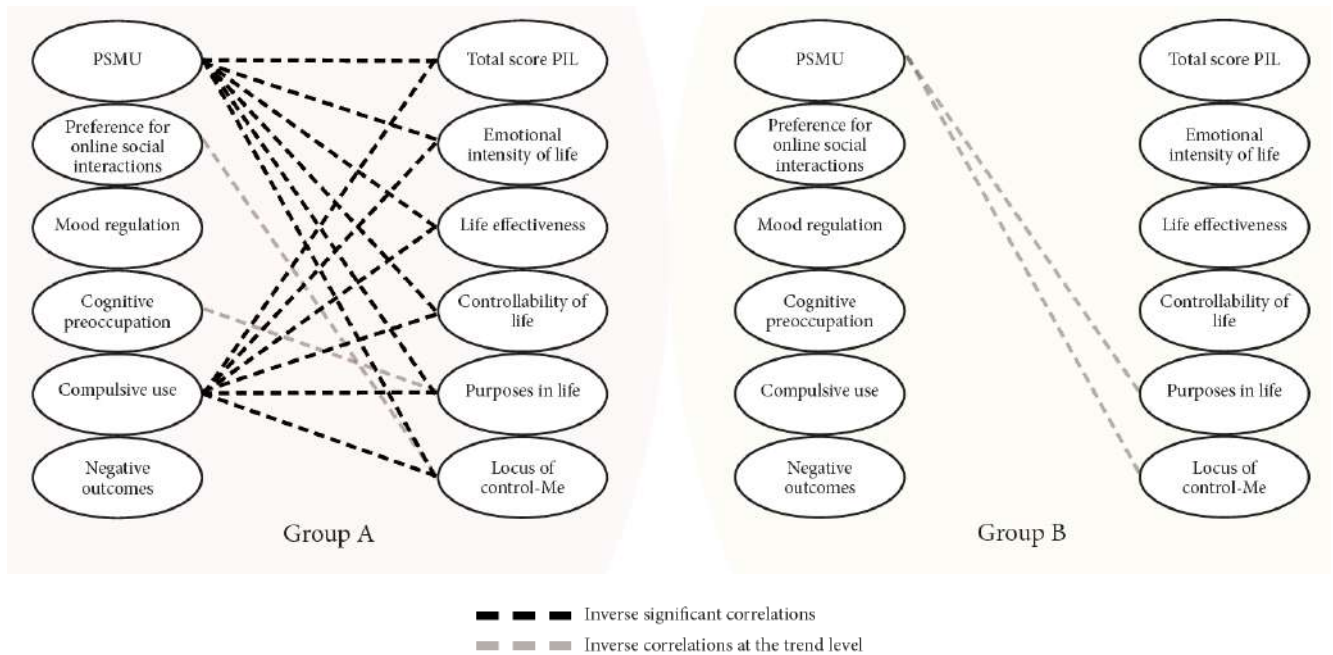 PSMU
Preference for
online social
interactions
Mood regulation
Cognitive
preoccupation
Compulsive use
Negative
outcomes
Total score PIL
Emotional
intensity of life
Life effectiveness
Controllability of
life
Purposes in life
Locus of
control-Me
Group A
PSMU
Preference for
online social
interactions
Mood regulation
Cognitive
preoccupation
Compulsive use
Negative
outcomes
Total score PIL
Emotional
intensity of life
Life effectiveness
Controllability of
life
Purposes in life
Locus of
control-Me
Group B
Inverse significant correlations
Inverse correlations at the trend level